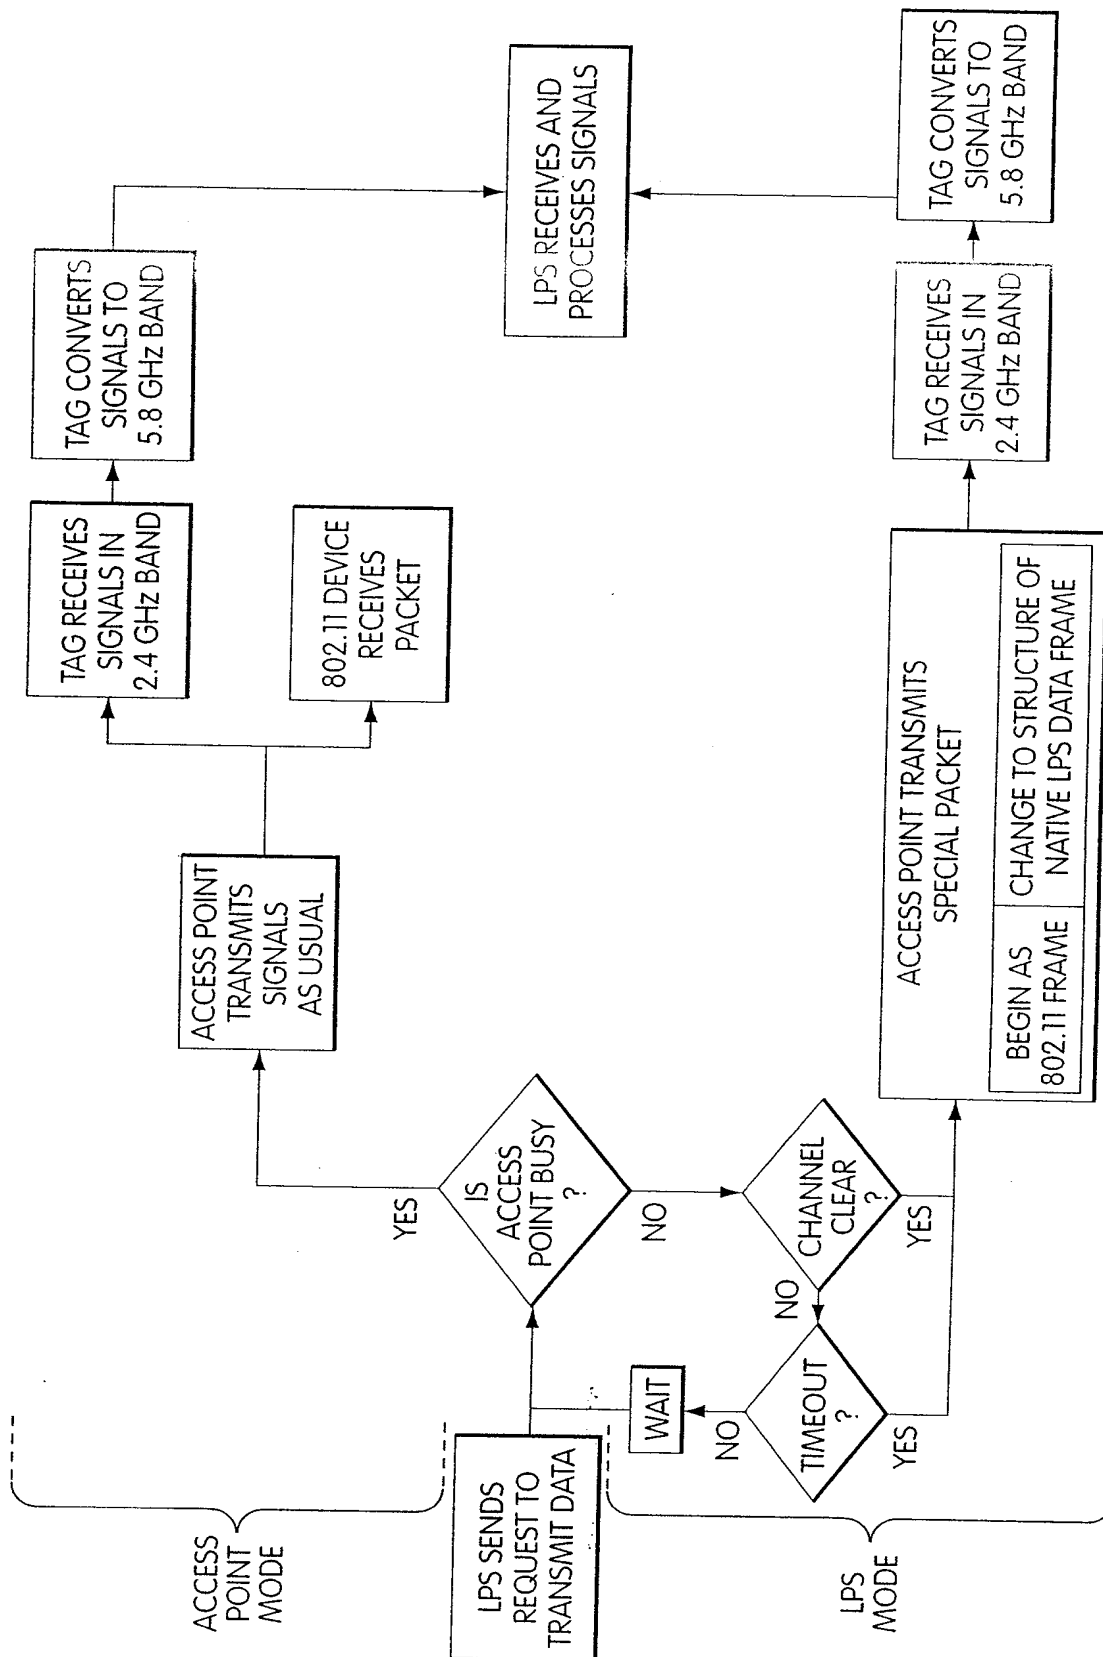 ACCESS
POINT
MODE
LPS SENDS
REQUEST TO
TRANSMIT DATA
LPS
MODE
WAIT
NO
TIMEOUT
?
YES
NO
IS
ACCESS
POINT BUSY
?
YES
NO
CHANNEL
CLEAR
?
YES
ACCESS POINT
TRANSMITS
SIGNALS
AS USUAL
TAG RECEIVES
SIGNALS IN
2.4 GHz BAND
802.11 DEVICE
RECEIVES
PACKET
TAG CONVERTS
SIGNALS TO
5.8 GHz BAND
ACCESS POINT TRANSMITS
SPECIAL PACKET
BEGIN AS
802.11 FRAME
CHANGE TO STRUCTURE OF
NATIVE LPS DATA FRAME
TAG RECEIVES
SIGNALS IN
2.4 GHz BAND
TAG CONVERTS
SIGNALS TO
5.8 GHz BAND
LPS RECEIVES AND
PROCESSES SIGNALS